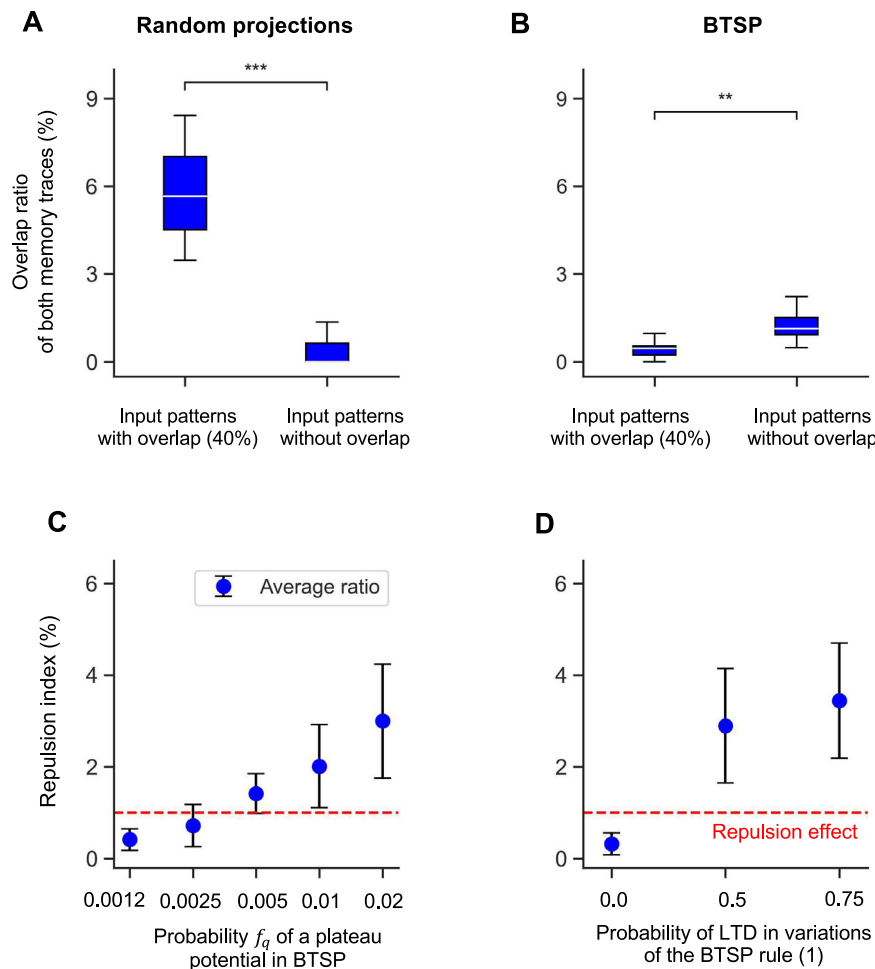 A
Random projections
B
BTSP
***
**
9
6
3
0
9
6
3
0
Overlap ratio
of both memory traces (%)
Input patterns
with overlap (40%)
Input patterns
without overlap
Input patterns
with overlap (40%)
Input patterns
without overlap
C
D
Average ratio
6
4
2
0
6
4
2
0
Repulsion index (%)
Repulsion effect
0.0012
0.0025
0.005
0.01
0.02
0.0
0.5
0.75
Probability f_q of a plateau
potential in BTSP
Probability of LTD in variations
of the BTSP rule (1)